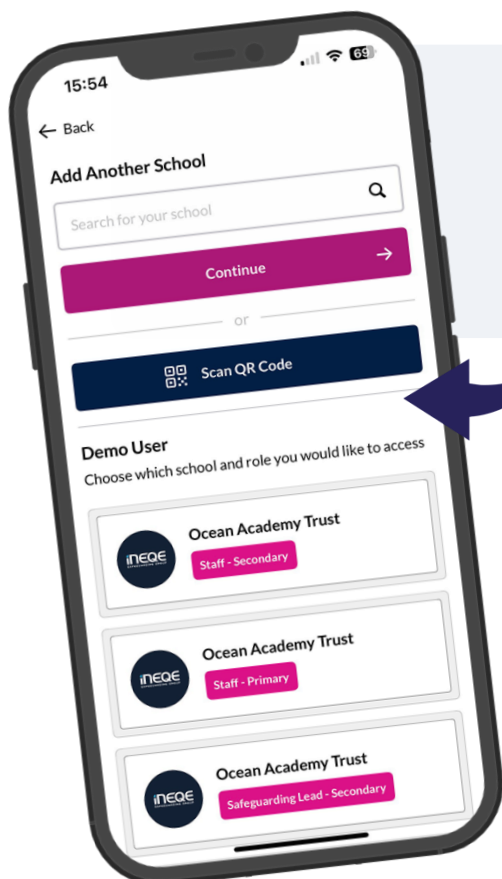 15:54
69
Back
Add Another School
Search for your school
Continue
or
Scan QR Code
Demo User
Choose which school and role you would like to access
iNEQE
Ocean Academy Trust
Staff - Secondary
iNEQE
Ocean Academy Trust
Staff - Primary
iNEQE
Ocean Academy Trust
Safeguarding Lead - Secondary